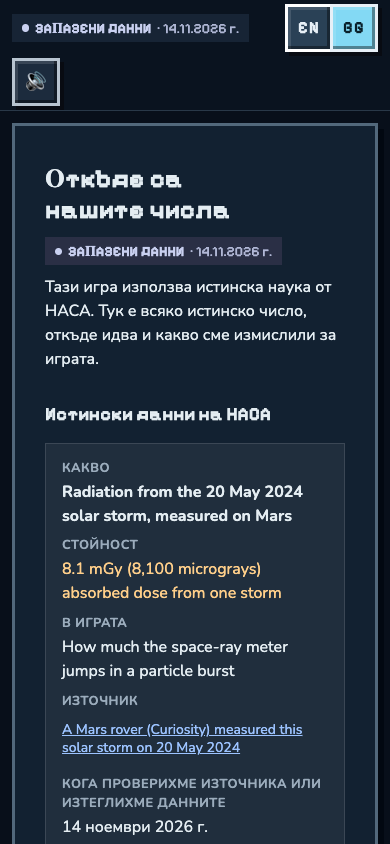 ЗАПАЗЕНИ ДАННИ · 14.11.2026 г.
EN
BG
Откъде са
нашите числа
ЗАПАЗЕНИ ДАННИ · 14.11.2026 г.
Тази игра използва истинска наука от
НАСА. Тук е всяко истинско число,
откъде идва и какво сме измислили за
играта.
Истински данни на НАСА
КАКВО
Radiation from the 20 May 2024
solar storm, measured on Mars
СТОЙНОСТ
8.1 mGy (8,100 micrograys)
absorbed dose from one storm
В ИГРАТА
How much the space-ray meter
jumps in a particle burst
ИЗТОЧНИК
A Mars rover (Curiosity) measured this
solar storm on 20 May 2024
КОГА ПРОВЕРИХМЕ ИЗТОЧНИКА ИЛИ
ИЗТЕГЛИХМЕ ДАННИТЕ
14 ноември 2026 г.